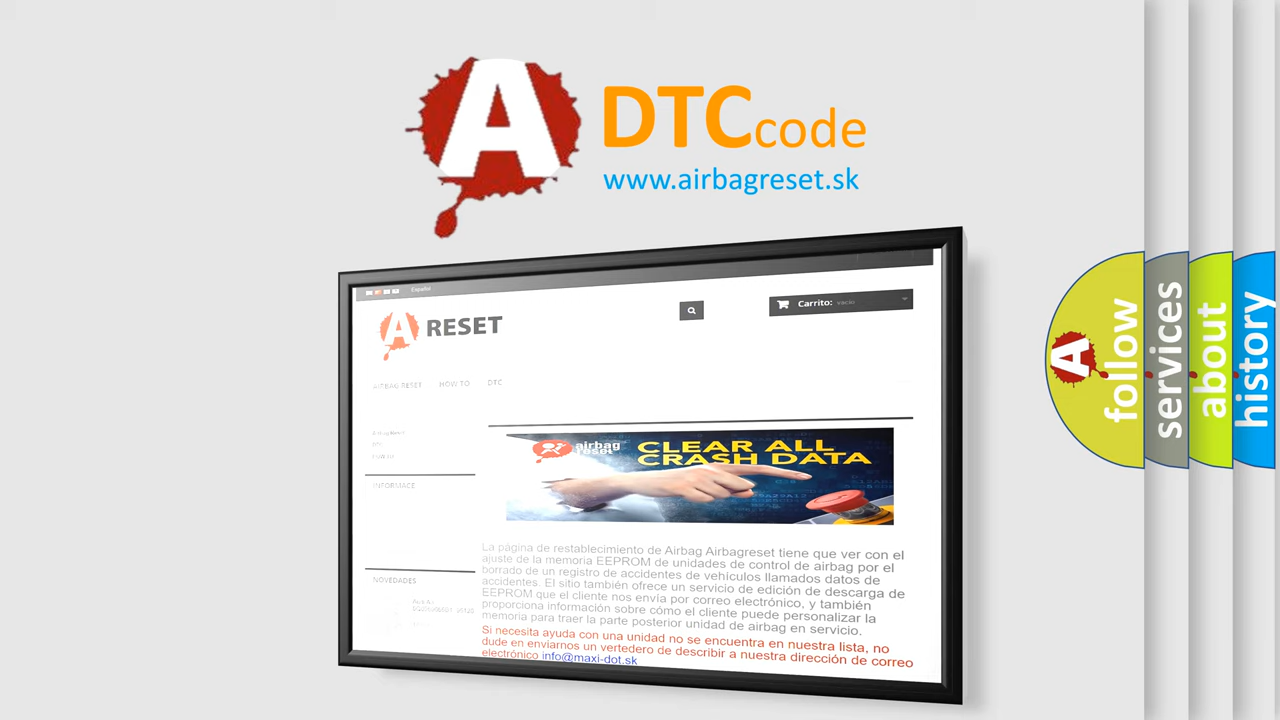 A
DTCcode
www.airbagreset.sk
Español
A RESET
Carrito: vacío
AIRBAG RESET HOW TO DTC
INFORMACE
airbag
reset
CLEAR ALL
CRASH DATA
La página de restablecimiento de Airbag Airbagreset tiene que ver con el
ajuste de la memoria EEPROM de unidades de control de airbag por el
borrado de un registro de accidentes de vehículos llamados datos de
accidentes. El sitio también ofrece un servicio de edición de descarga de
EEPROM que el cliente nos envía por correo electrónico, y también
proporciona información sobre cómo el cliente puede personalizar la
memoria para traer la parte posterior unidad de airbag en servicio.
Si necesita ayuda con una unidad no se encuentra en nuestra lista, no
dude en enviarnos un vertedero de describir a nuestra dirección de correo
electrónico info@maxi-dot.sk
NOVEDADES
A
follow
services
about
history